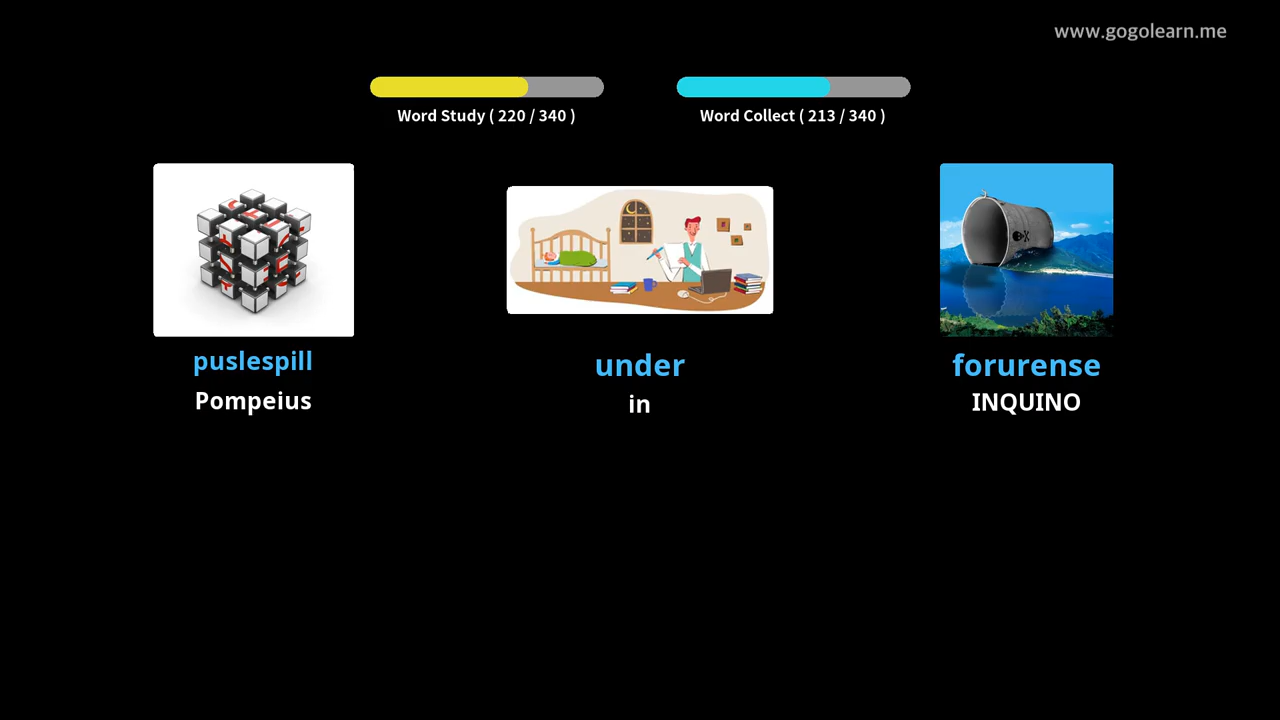 www.gogolearn.me
Word Study ( 220 / 340 )
Word Collect ( 213 / 340 )
puslespill
Pompeius
under
in
forurense
INQUINO